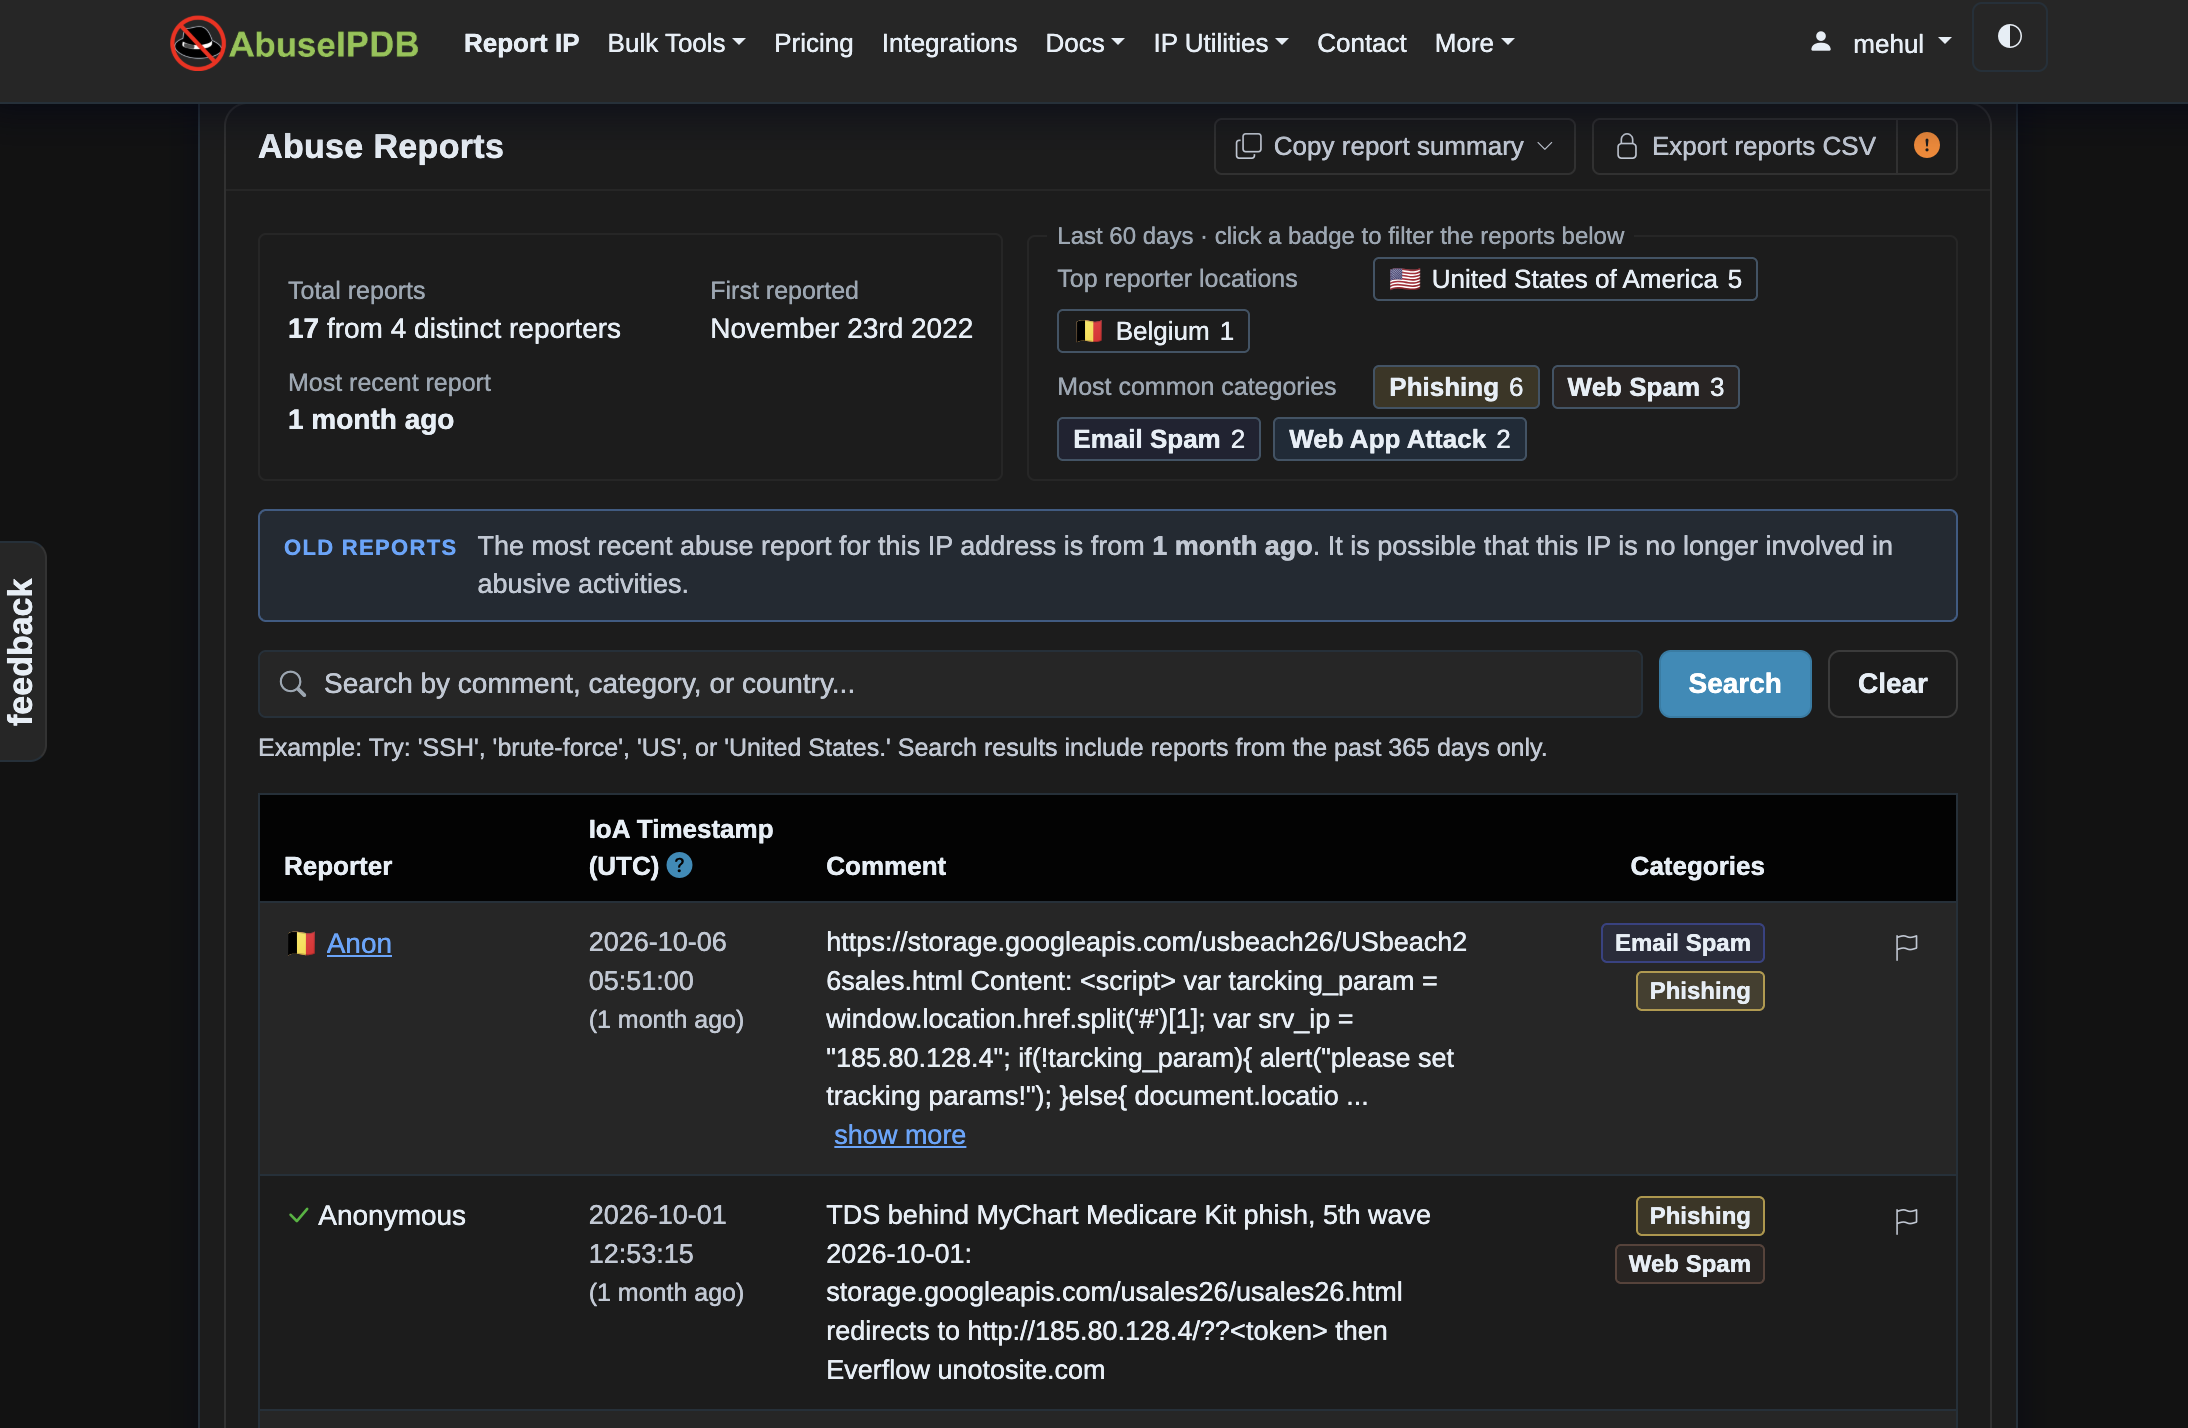 AbuseIPDB Report IP Bulk Tools Pricing Integrations Docs IP Utilities Contact More mehul
Abuse Reports
Copy report summary
Export reports CSV
Total reports
17 from 4 distinct reporters
First reported
November 23rd 2022
Most recent report
1 month ago
Last 60 days · click a badge to filter the reports below
Top reporter locations
United States of America 5
Belgium 1
Most common categories
Phishing 6
Web Spam 3
Email Spam 2
Web App Attack 2
OLD REPORTS The most recent abuse report for this IP address is from 1 month ago. It is possible that this IP is no longer involved in
abusive activities.
feedback
Search by comment, category, or country...
Search
Clear
Example: Try: 'SSH', 'brute-force', 'US', or 'United States.' Search results include reports from the past 365 days only.
Reporter
IoA Timestamp
(UTC) ?
Comment
Categories
Anon
2026-10-06
05:51:00
(1 month ago)
https://storage.googleapis.com/usbeach26/USbeach2
6sales.html Content: <script> var tarcking_param =
window.location.href.split('#')[1]; var srv_ip =
"185.80.128.4"; if(!tarcking_param){ alert("please set
tracking params!"); }else{ document.locatio ...
show more
Email Spam
Phishing
Anonymous
2026-10-01
12:53:15
(1 month ago)
TDS behind MyChart Medicare Kit phish, 5th wave
2026-10-01:
storage.googleapis.com/usales26/usales26.html
redirects to http://185.80.128.4/??<token> then
Everflow unotosite.com
Phishing
Web Spam